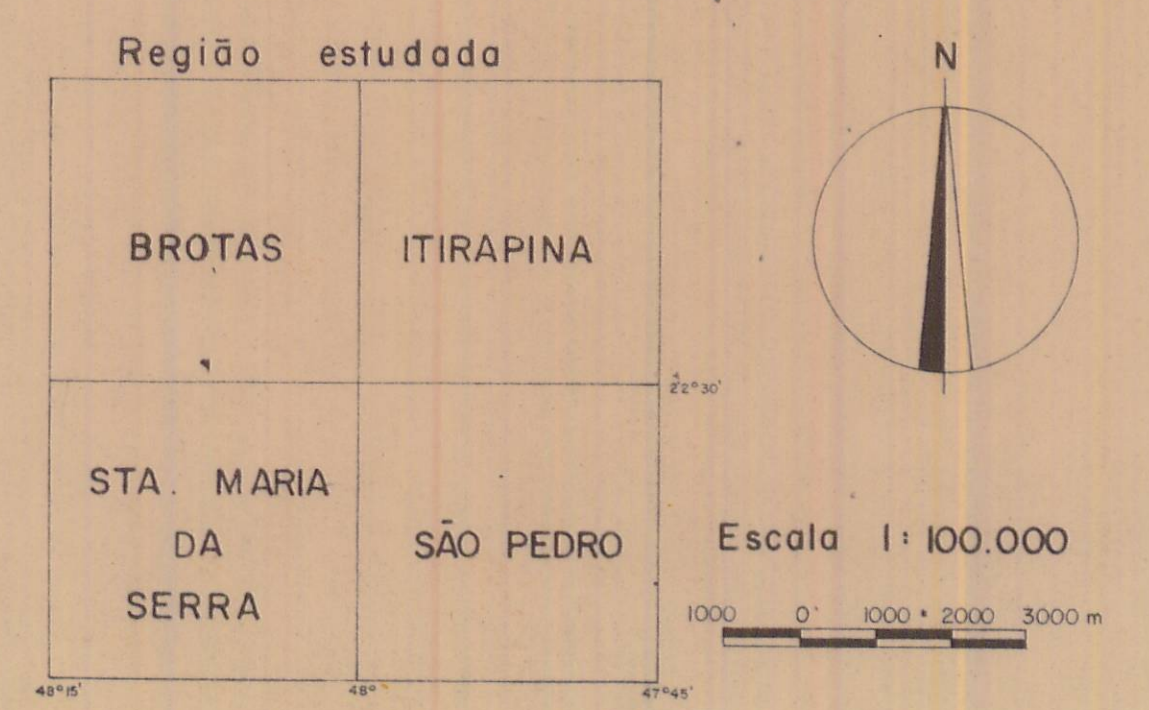 Região estudada
N
BROTAS
ITIRAPINA
22°30'
STA. MARIA
DA
SERRA
SÃO PEDRO
Escala 1:100.000
1000 0 1000 2000 3000 m
48°15'
48°
47°45'